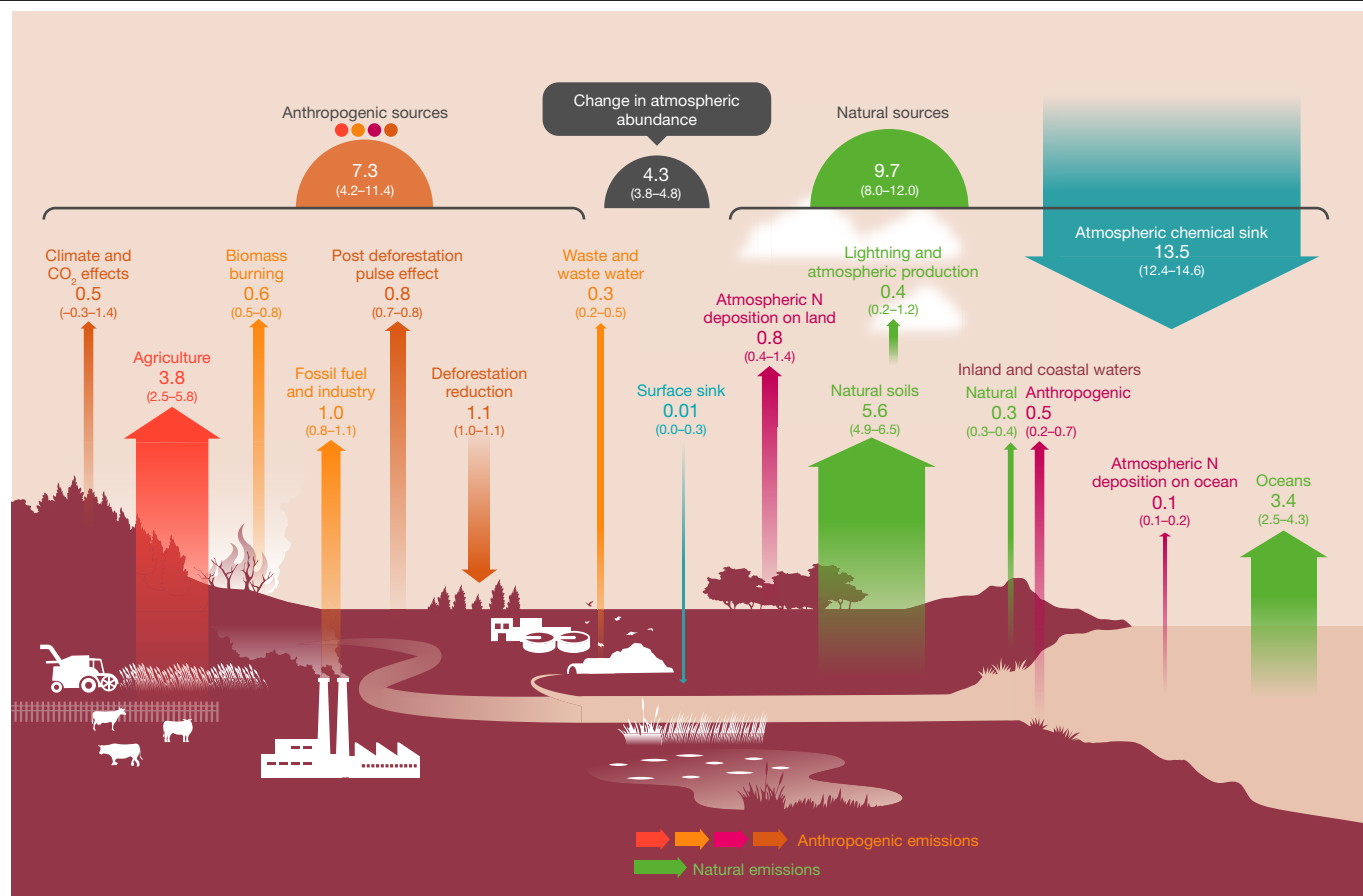 Anthropogenic sources
7.3
(4.2–11.4)
Change in atmospheric
abundance
4.3
(3.8–4.8)
Natural sources
9.7
(8.0–12.0)
Atmospheric chemical sink
13.5
(12.4–14.6)
Climate and
CO₂ effects
0.5
(−0.3–1.4)
Agriculture
3.8
(2.5–5.8)
Biomass
burning
0.6
(0.5–0.8)
Fossil fuel
and industry
1.0
(0.8–1.1)
Post deforestation
pulse effect
0.8
(0.7–0.8)
Deforestation
reduction
1.1
(1.0–1.1)
Waste and
waste water
0.3
(0.2–0.5)
Surface sink
0.01
(0.0–0.3)
Atmospheric N
deposition on land
0.8
(0.4–1.4)
Lightning and
atmospheric production
0.4
(0.2–1.2)
Natural soils
5.6
(4.9–6.5)
Inland and coastal waters
Natural
0.3
(0.3–0.4)
Anthropogenic
0.5
(0.2–0.7)
Atmospheric N
deposition on ocean
0.1
(0.1–0.2)
Oceans
3.4
(2.5–4.3)
Anthropogenic emissions
Natural emissions